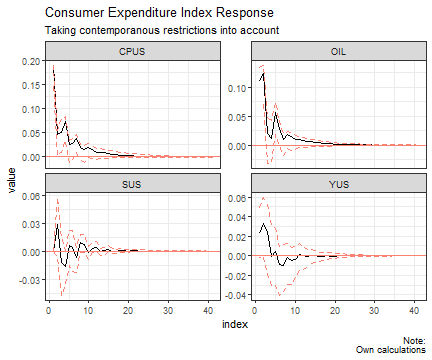 Consumer Expenditure Index Response
Taking contemporanous restrictions into account
CPUS
OIL
0.20
0.15
0.10
0.05
0.00
0.10
0.05
0.00
SUS
YUS
0.06
0.03
0.00
-0.03
0.06
0.04
0.02
0.00
-0.02
-0.04
0 10 20 30 40
0 10 20 30 40
value
index
Note:
Own calculations